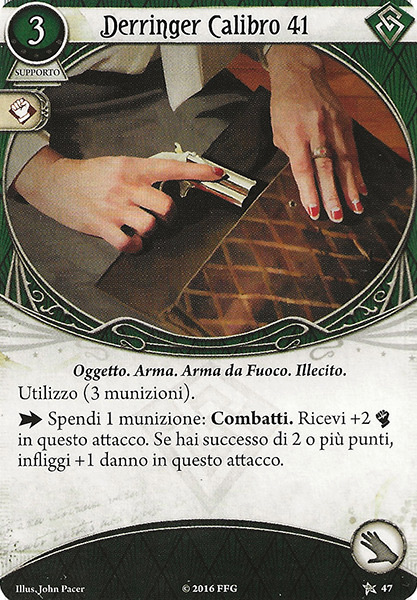 3
Derringer Calibro 41
SUPPORTO
Oggetto. Arma. Arma da Fuoco. Illecito.
Utilizzo (3 munizioni).
Spendi 1 munizione: Combatti. Ricevi +2
in questo attacco. Se hai successo di 2 o più punti,
infliggi +1 danno in questo attacco.
Illus. John Pacer
© 2016 FFG
47